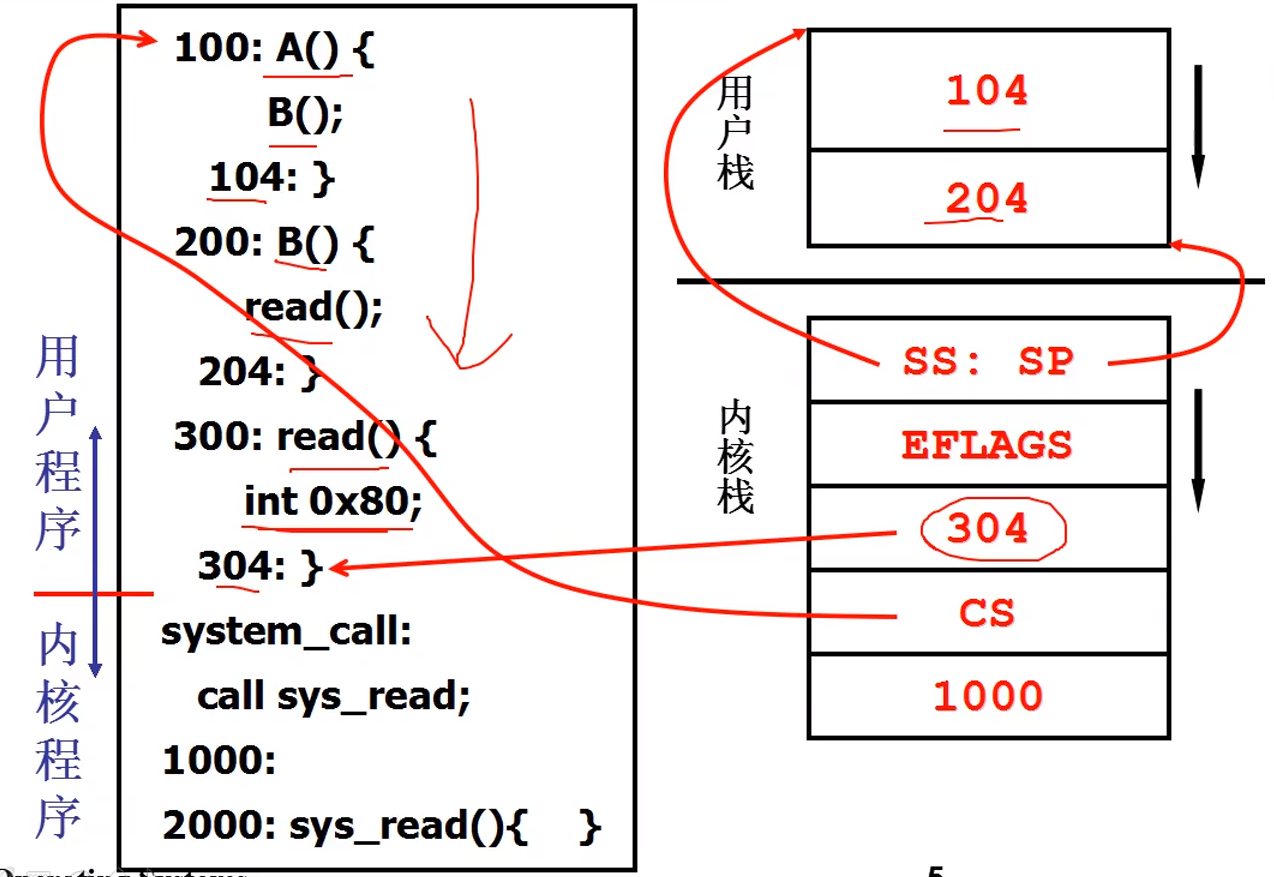 100: A() {
B();
104: }
200: B() {
read();
204: }
300: read() {
int 0x80;
304: }
system_call:
call sys_read;
1000:
2000: sys_read(){ }
用户程序
内核程序
用户栈
104
204
内核栈
SS: SP
EFLAGS
304
CS
1000
Operating Systems
5